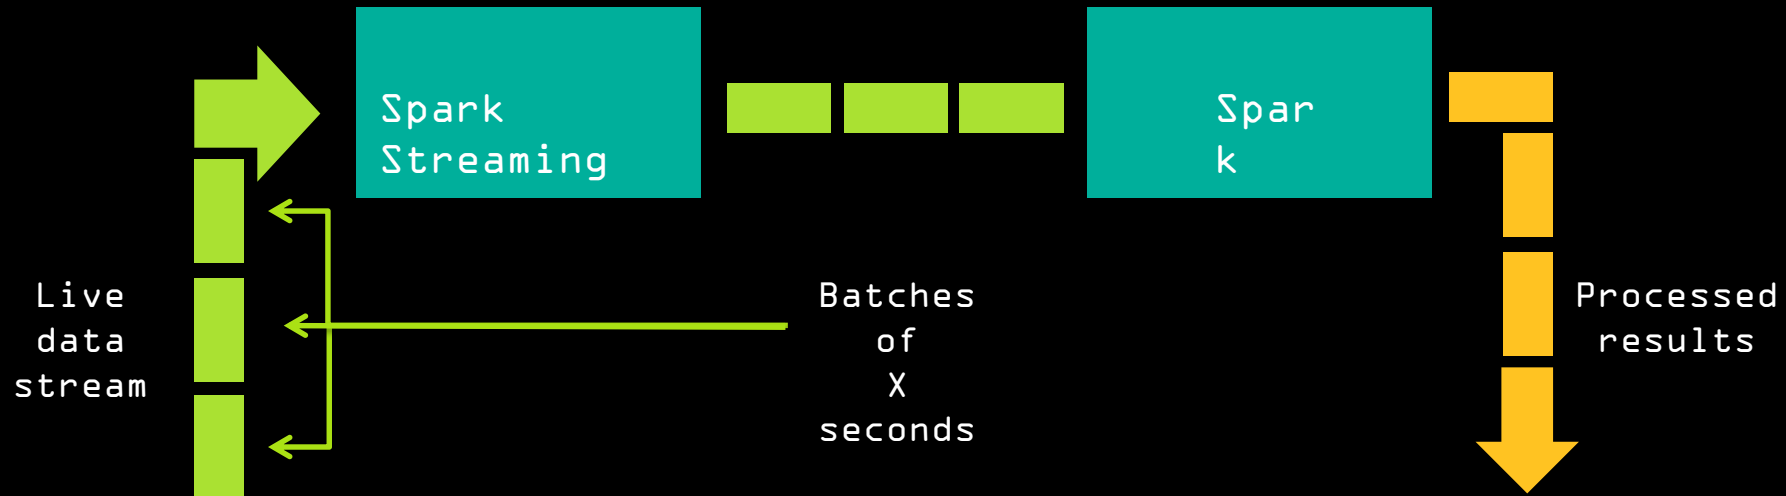 Spark
Streaming
Spar
k
Live
data
stream
Batches
of
X
seconds
Processed
results